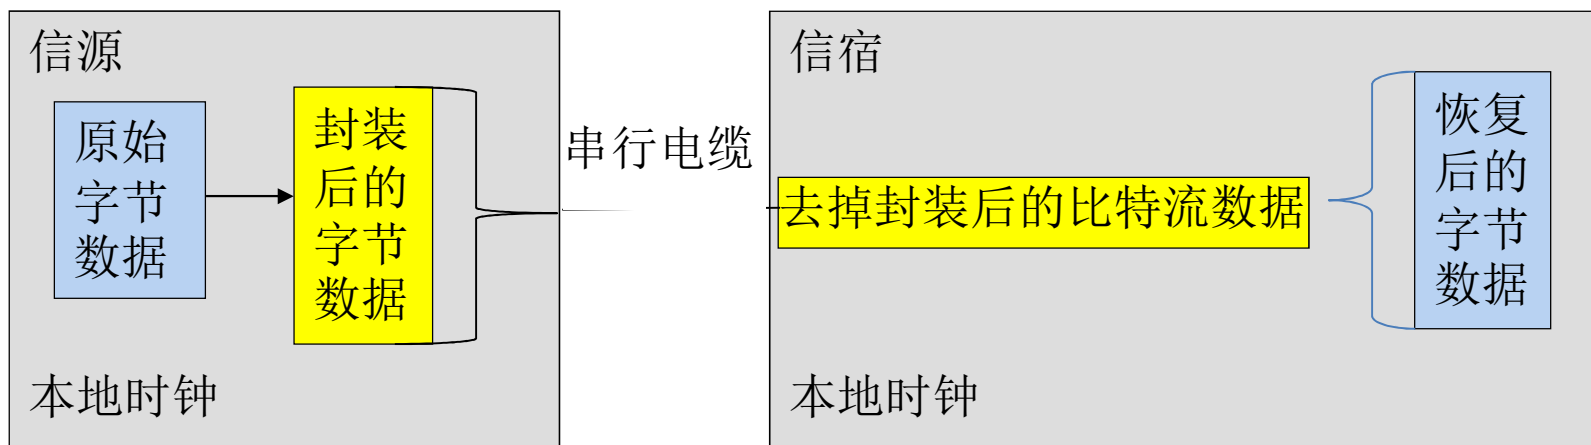 信源
原始
字节
数据
封装
后的
字节
数据
本地时钟
串行电缆
信宿
去掉封装后的比特流数据
恢复
后的
字节
数据
本地时钟